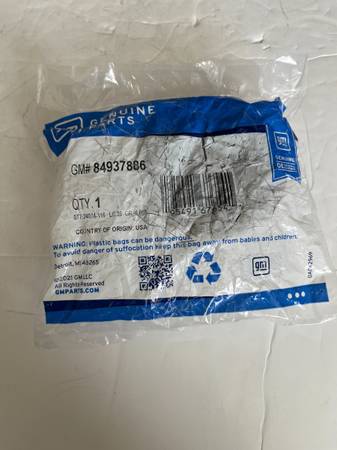 GENUINE
PARTS
gm
GENUINE
GM# 84937886
QTY. 1
COUNTRY OF ORIGIN: USA
WARNING: Plastic bags can be dangerous.
To avoid danger of suffocation keep this bag away from babies and children.
Detroit, MI 48265
©2021 GM LLC
All Rights Reserved
GMPARTS.COM
gm